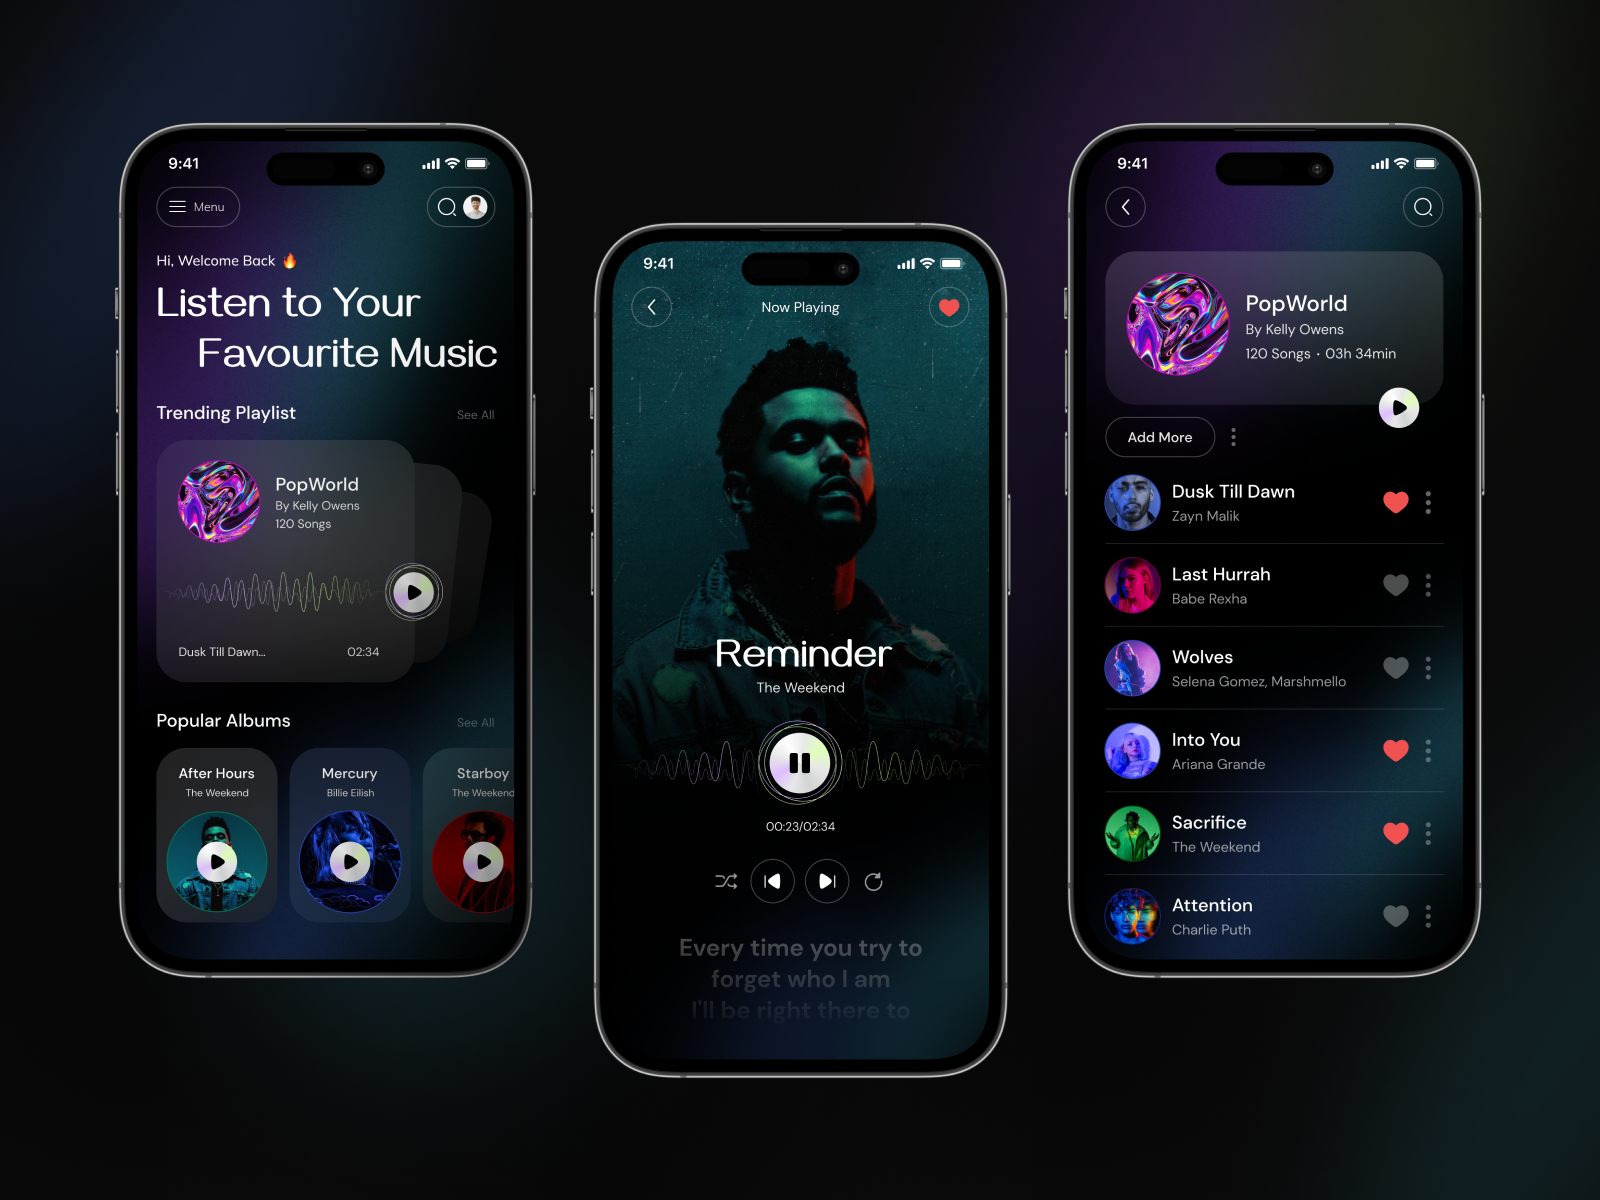 9:41
Menu
Hi, Welcome Back 🔥
Listen to Your
Favourite Music
Trending Playlist
See All
PopWorld
By Kelly Owens
120 Songs
Dusk Till Dawn...
02:34
Popular Albums
See All
After Hours
The Weekend
Mercury
Billie Eilish
Starboy
The Weekend
9:41
Now Playing
Reminder
The Weekend
00:23/02:34
Every time you try to
forget who I am
I'll be right there to
9:41
PopWorld
By Kelly Owens
120 Songs • 03h 34min
Add More
Dusk Till Dawn
Zayn Malik
Last Hurrah
Babe Rexha
Wolves
Selena Gomez, Marshmello
Into You
Ariana Grande
Sacrifice
The Weekend
Attention
Charlie Puth